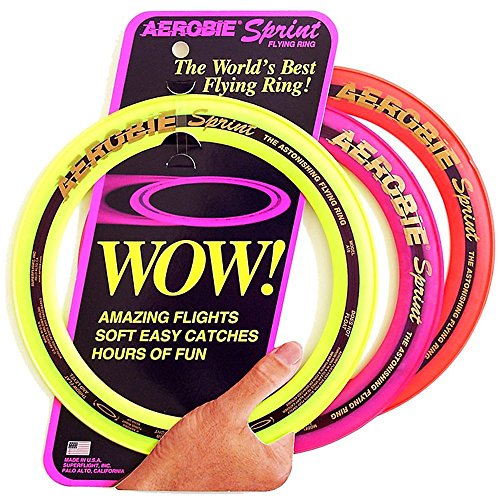 AEROBIE® Sprint
FLYING RING
The World's Best
Flying Ring!
AEROBIE Sprint THE ASTONISHING FLYING RING
AEROBIE® Sprint THE ASTONISHING FLYING RING
AEROBIE Sprint THE ASTONISHING FLYING RING
WOW!
AMAZING FLIGHTS
SOFT EASY CATCHES
HOURS OF FUN
MADE IN U.S.A.
SUPERFLIGHT, INC.
PALO ALTO, CALIFORNIA